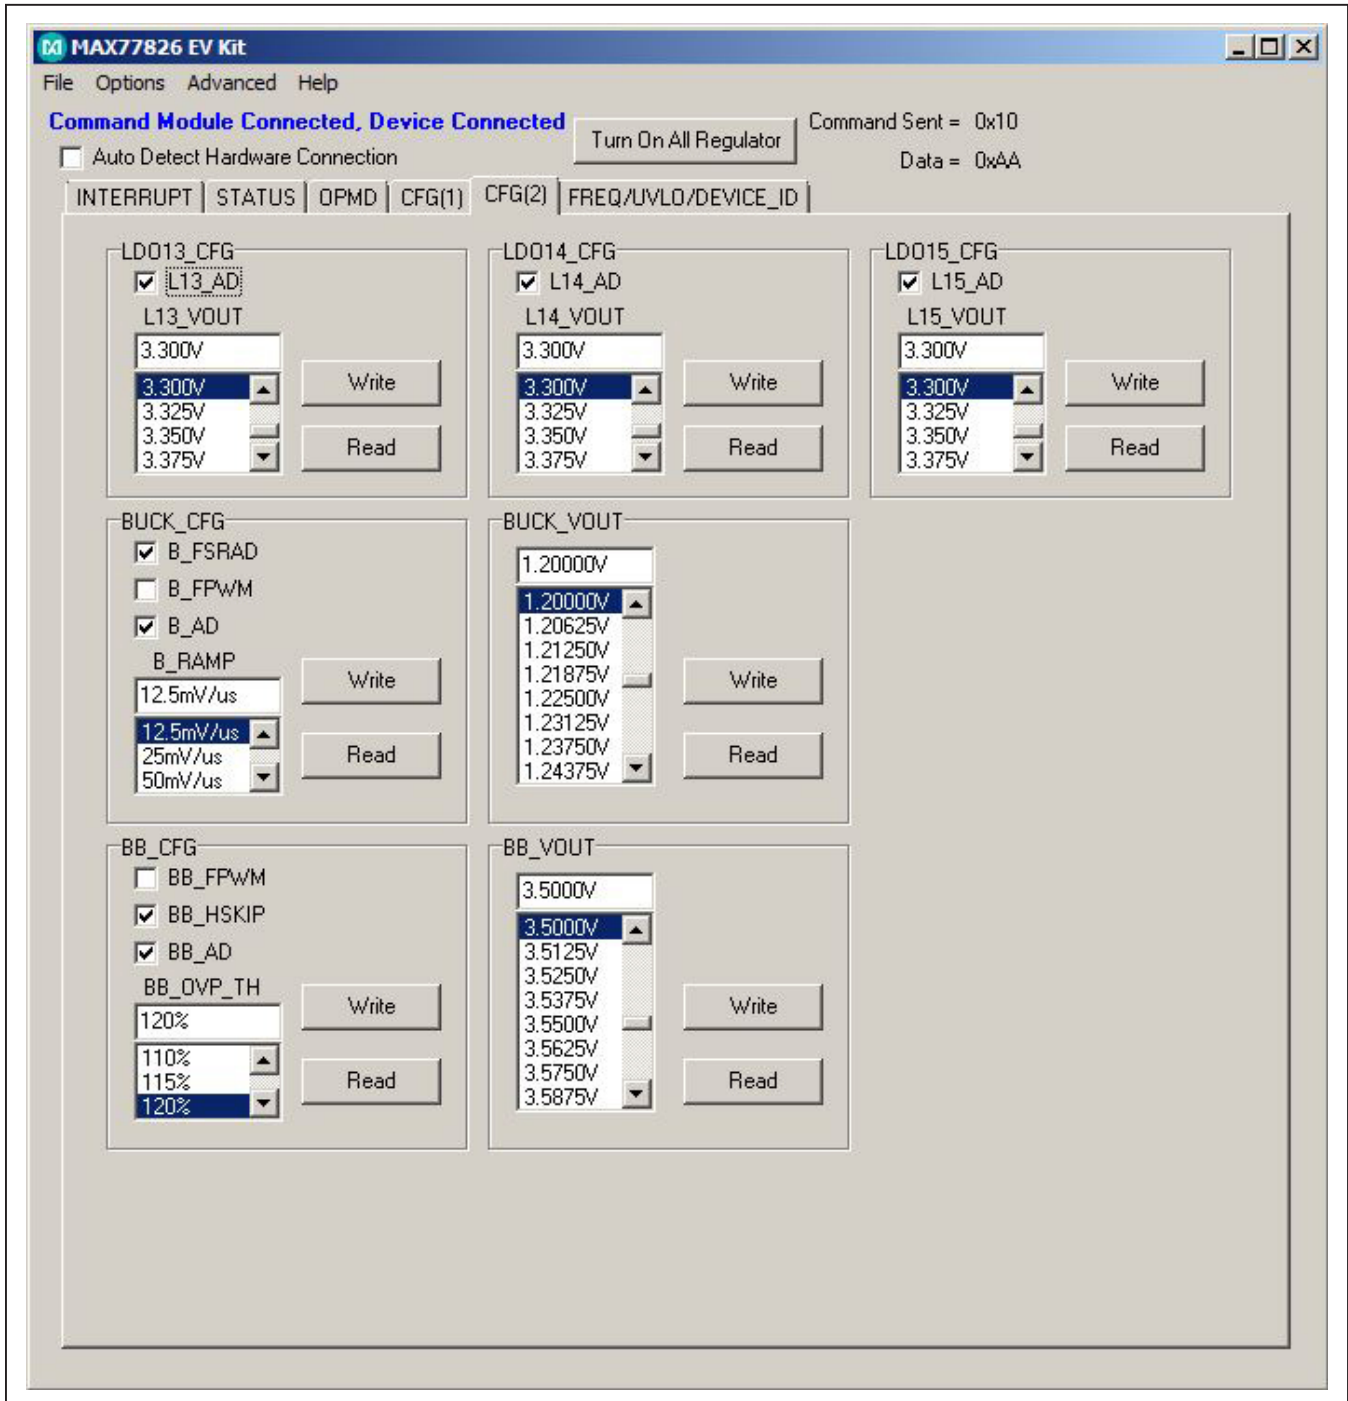 MAX77826 EV Kit
File Options Advanced Help
Command Module Connected, Device Connected
Turn On All Regulator
Command Sent = 0x10
Auto Detect Hardware Connection
Data = 0xAA
INTERRUPT STATUS OPMD CFG(1) CFG(2) FREQ/UVLO/DEVICE_ID
LDO13_CFG
L13_AD
L13_VOUT
3.300V
3.300V
3.325V
3.350V
3.375V
Write
Read
LDO14_CFG
L14_AD
L14_VOUT
3.300V
3.300V
3.325V
3.350V
3.375V
Write
Read
LDO15_CFG
L15_AD
L15_VOUT
3.300V
3.300V
3.325V
3.350V
3.375V
Write
Read
BUCK_CFG
B_FSRAD
B_FPWM
B_AD
B_RAMP
12.5mV/us
12.5mV/us
25mV/us
50mV/us
Write
Read
BUCK_VOUT
1.20000V
1.20000V
1.20625V
1.21250V
1.21875V
1.22500V
1.23125V
1.23750V
1.24375V
Write
Read
BB_CFG
BB_FPWM
BB_HSKIP
BB_AD
BB_OVP_TH
120%
110%
115%
120%
Write
Read
BB_VOUT
3.5000V
3.5000V
3.5125V
3.5250V
3.5375V
3.5500V
3.5625V
3.5750V
3.5875V
Write
Read